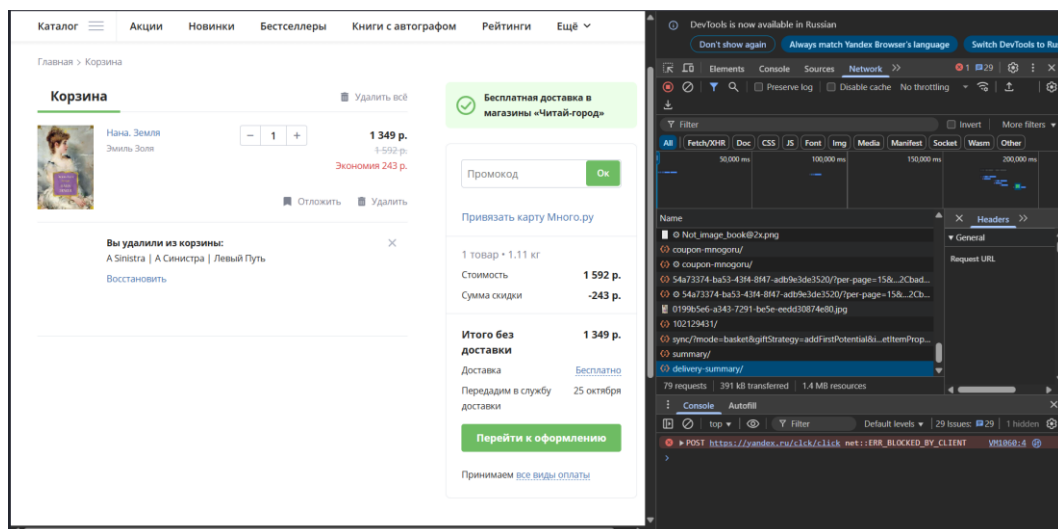 Каталог Акции Новинки Бестселлеры Книги с автографом Рейтинги Ещё
Главная > Корзина
Корзина
Удалить всё
Нана. Земля
Эмиль Золя
− 1 +
1 349 р.
1 592 р.
Экономия 243 р.
Отложить Удалить
Вы удалили из корзины:
A Sinistra | А Синистра | Левый Путь
Восстановить
Бесплатная доставка в
магазины «Читай-город»
Промокод Ок
Привязать карту Много.ру
1 товар • 1.11 кг
Стоимость 1 592 р.
Сумма скидки -243 р.
Итого без 1 349 р.
доставки
Доставка Бесплатно
Передадим в службу 25 октября
доставки
Перейти к оформлению
Принимаем все виды оплаты
DevTools is now available in Russian
Don't show again Always match Yandex Browser's language Switch DevTools to Ru
Elements Console Sources Network 1 29
Preserve log Disable cache No throttling
Filter Invert More filters
All Fetch/XHR Doc CSS JS Font Img Media Manifest Socket Wasm Other
50,000 ms 100,000 ms 150,000 ms 200,000 ms
Name
Not_image_book@2x.png
coupon-mnogoru/
coupon-mnogoru/
54a73374-ba53-43f4-8f47-adb9e3de3520/?per-page=15&...2Cbad...
54a73374-ba53-43f4-8f47-adb9e3de3520/?per-page=15&...2Cb...
0199b5e6-a343-7291-be5e-eedd30874e80.jpg
102129431/
sync/?mode=basket&giftStrategy=addFirstPotential&i...etItemProp...
summary/
delivery-summary/
79 requests 391 kB transferred 1.4 MB resources
Headers
General
Request URL
Console Autofill
top Filter Default levels 29 Issues: 29 1 hidden
POST https://yandex.ru/clck/click net::ERR_BLOCKED_BY_CLIENT VM1060:4